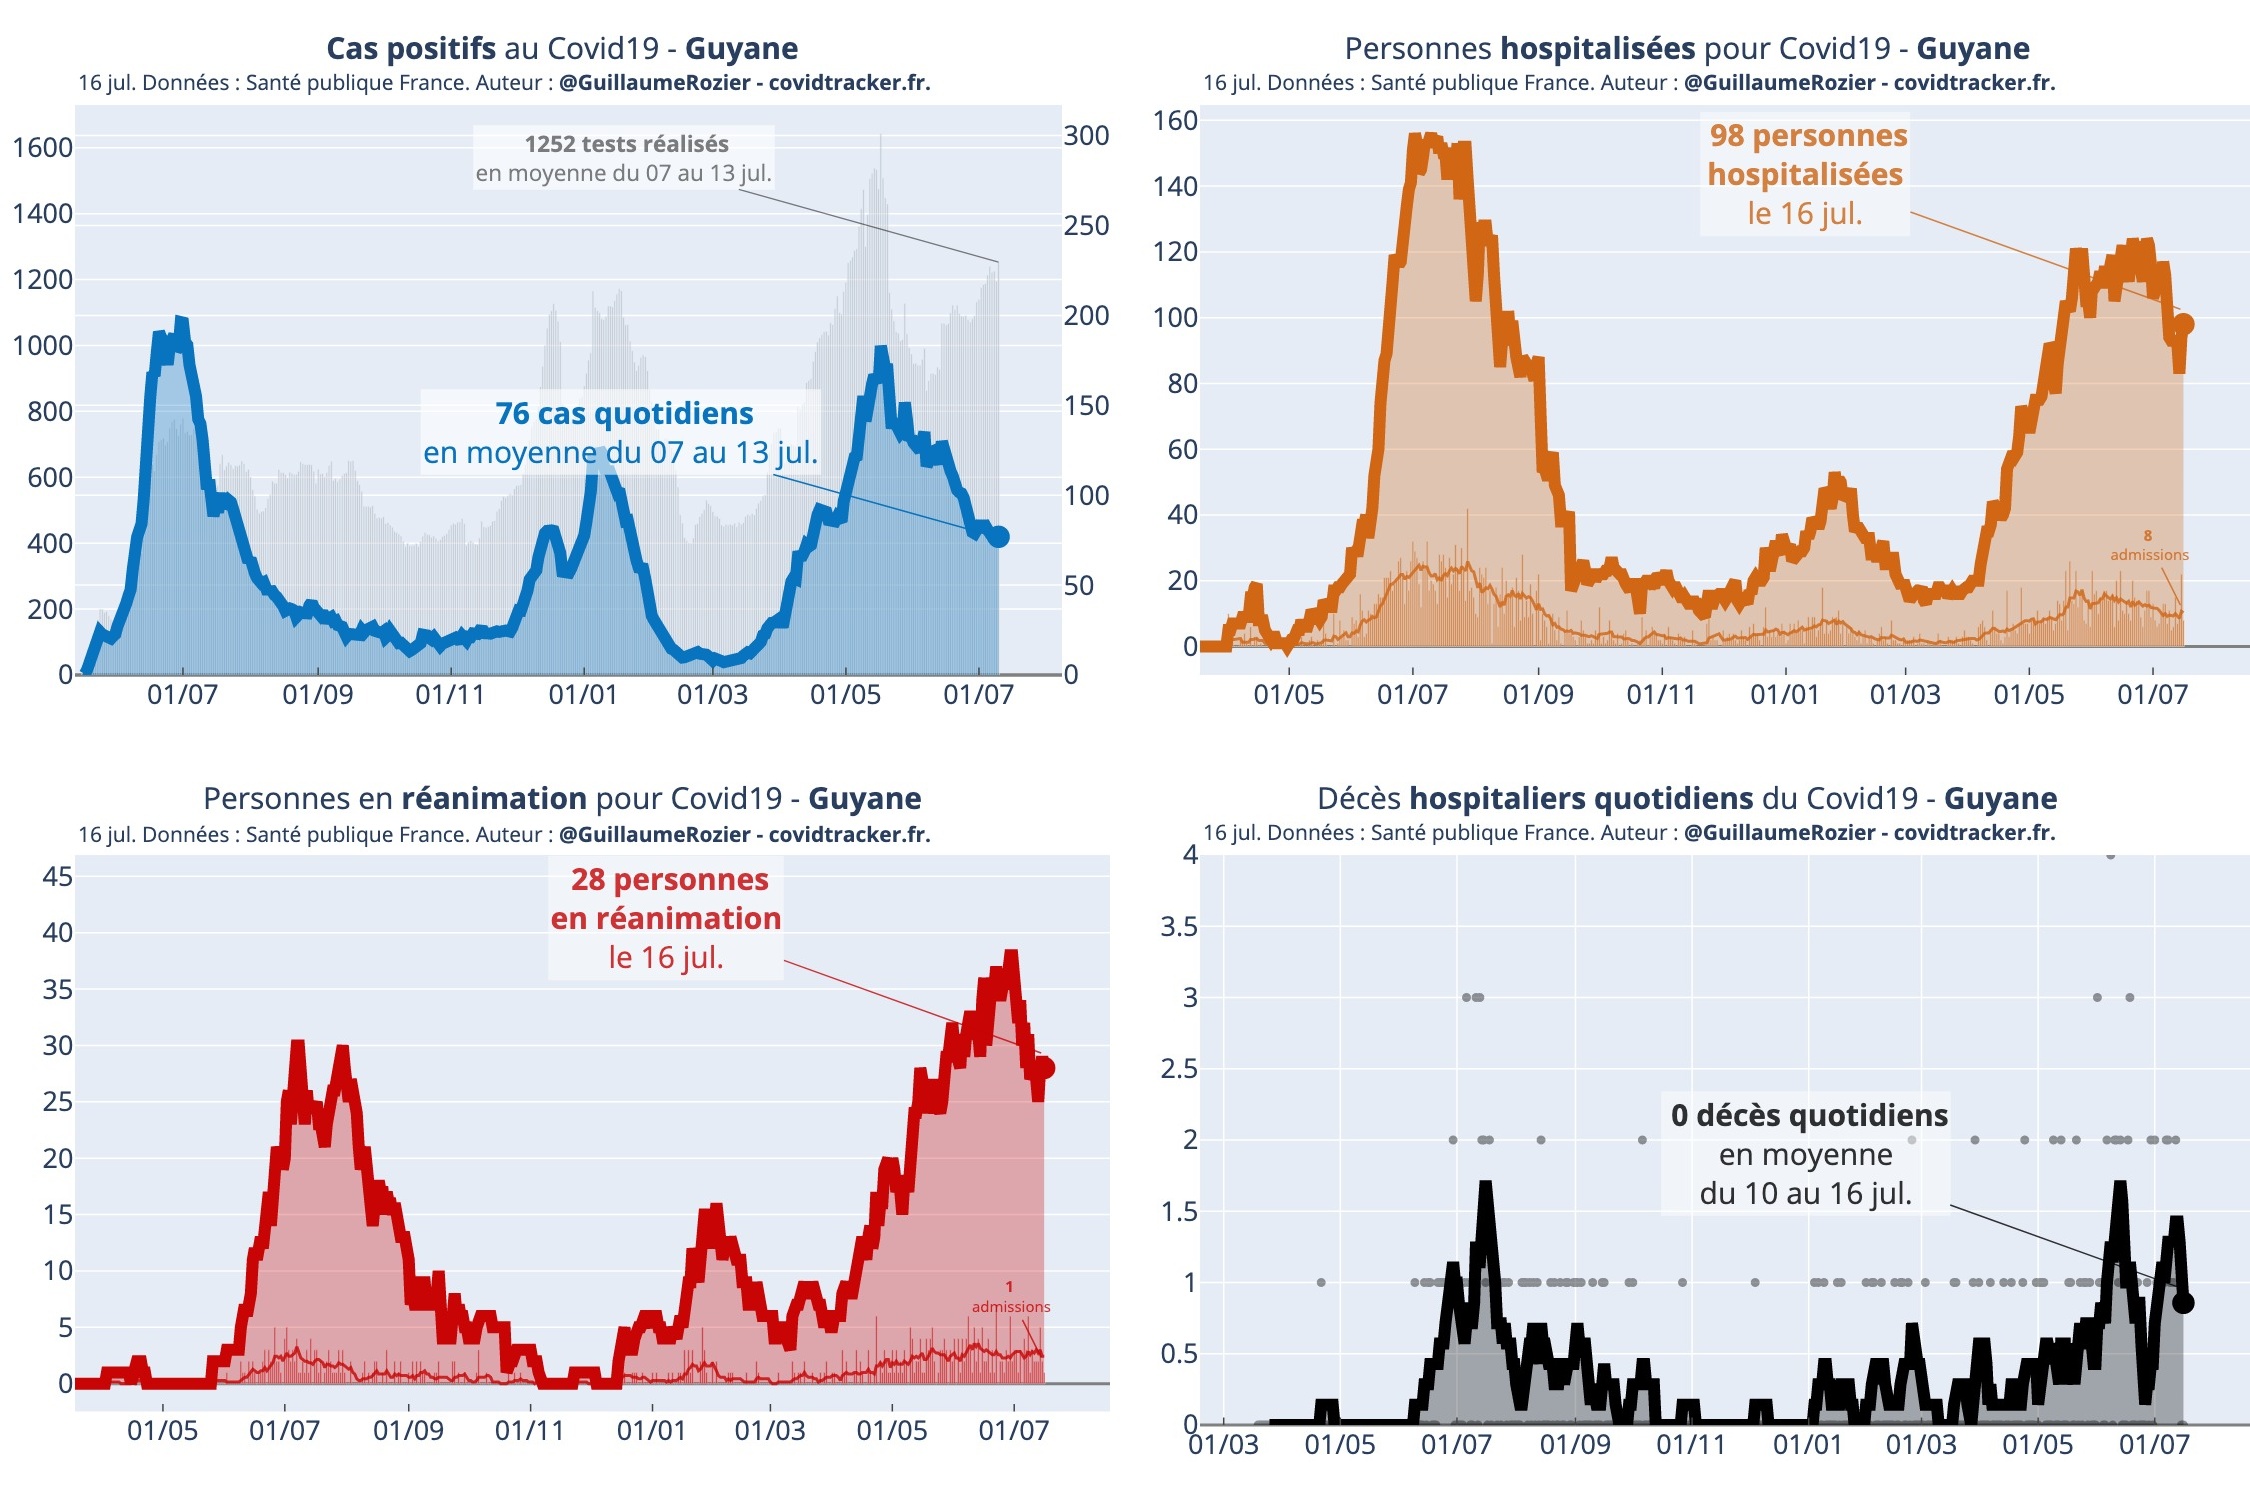 Cas positifs au Covid19 - Guyane
16 jul. Données : Santé publique France. Auteur : @GuillaumeRozier - covidtracker.fr.
1600
1400
1200
1000
800
600
400
200
0
300
250
200
150
100
50
0
1252 tests réalisés
en moyenne du 07 au 13 jul.
76 cas quotidiens
en moyenne du 07 au 13 jul.
01/07 01/09 01/11 01/01 01/03 01/05 01/07
Personnes hospitalisées pour Covid19 - Guyane
16 jul. Données : Santé publique France. Auteur : @GuillaumeRozier - covidtracker.fr.
160
140
120
100
80
60
40
20
0
98 personnes
hospitalisées
le 16 jul.
8
admissions
01/05 01/07 01/09 01/11 01/01 01/03 01/05 01/07
Personnes en réanimation pour Covid19 - Guyane
16 jul. Données : Santé publique France. Auteur : @GuillaumeRozier - covidtracker.fr.
45
40
35
30
25
20
15
10
5
0
28 personnes
en réanimation
le 16 jul.
1
admissions
01/05 01/07 01/09 01/11 01/01 01/03 01/05 01/07
Décès hospitaliers quotidiens du Covid19 - Guyane
16 jul. Données : Santé publique France. Auteur : @GuillaumeRozier - covidtracker.fr.
4
3.5
3
2.5
2
1.5
1
0.5
0
0 décès quotidiens
en moyenne
du 10 au 16 jul.
01/03 01/05 01/07 01/09 01/11 01/01 01/03 01/05 01/07